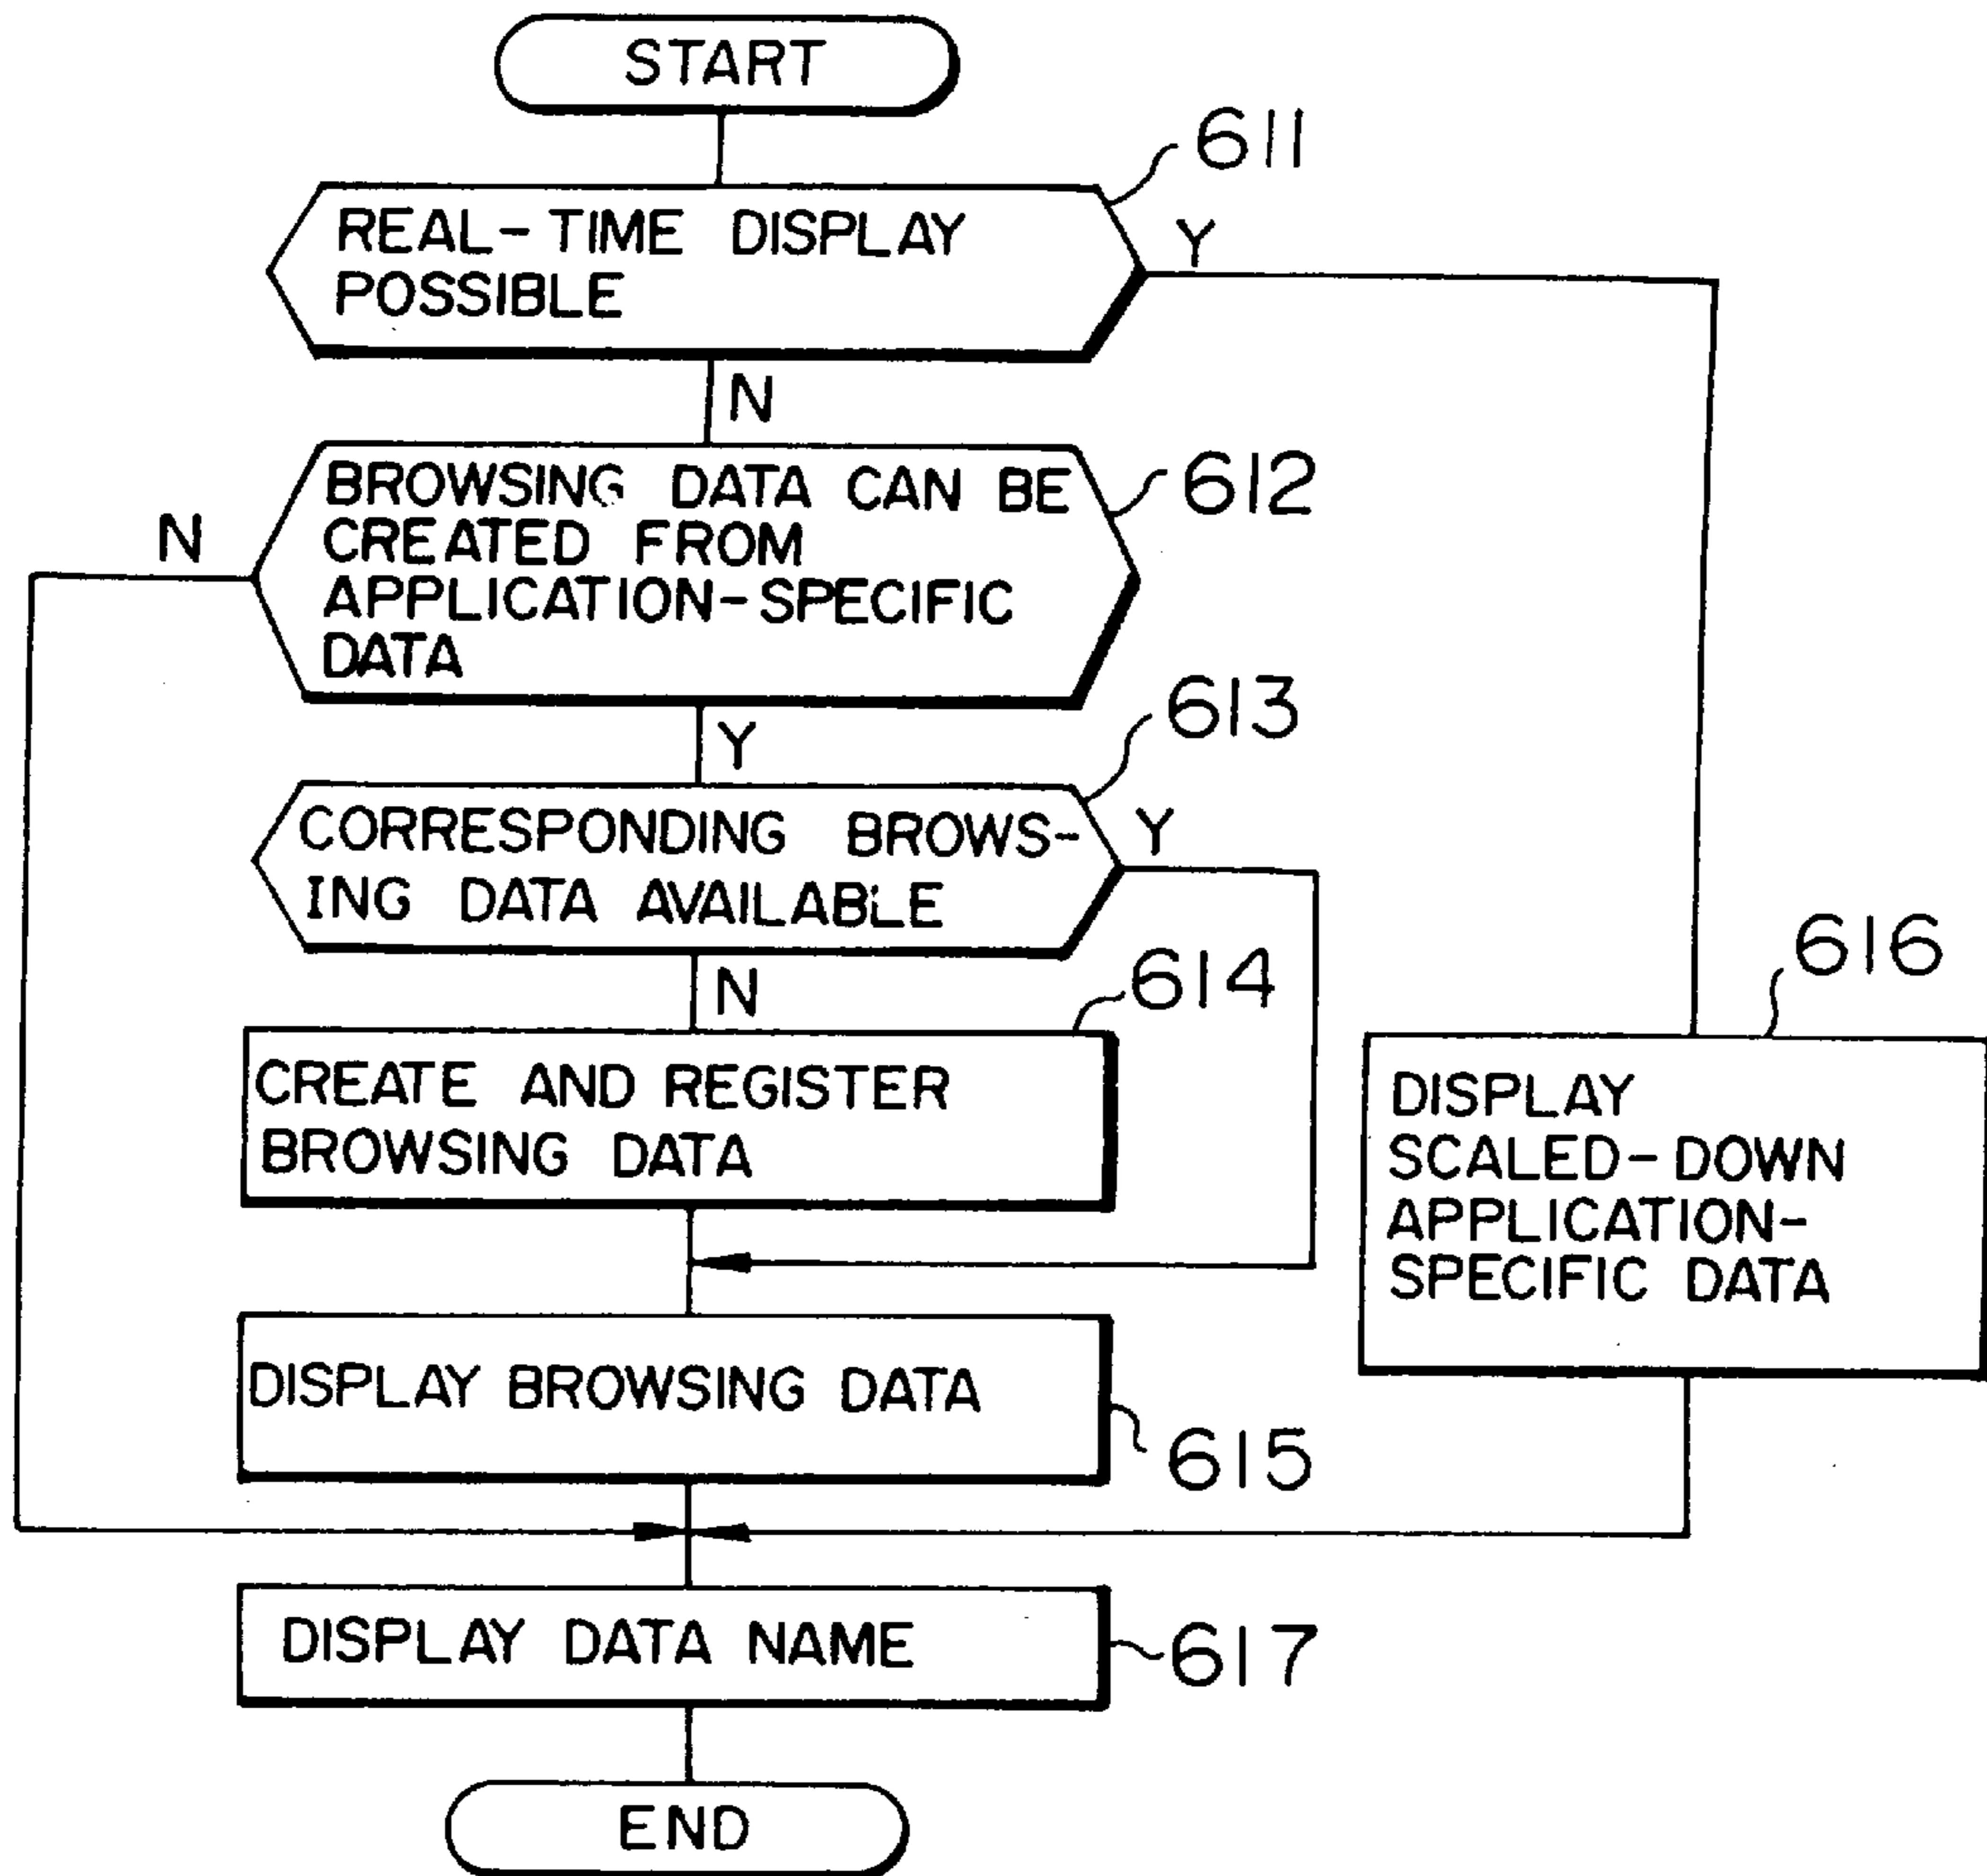 START
611
REAL-TIME DISPLAY
POSSIBLE
Y
N
BROWSING DATA CAN BE
CREATED FROM
APPLICATION-SPECIFIC
DATA
612
N
Y
613
CORRESPONDING BROWS-
ING DATA AVAILABLE
Y
N
614
CREATE AND REGISTER
BROWSING DATA
616
DISPLAY
SCALED-DOWN
APPLICATION-
SPECIFIC DATA
DISPLAY BROWSING DATA
615
DISPLAY DATA NAME
617
END